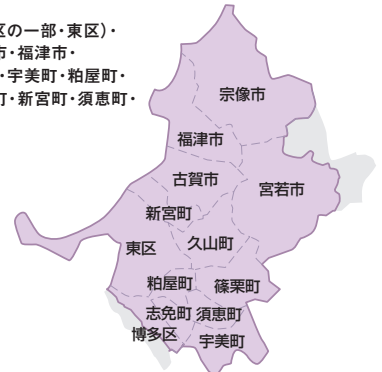 区の一部・東区）・
市・福津市・
・宇美町・粕屋町・
町・新宮町・須恵町・
宗像市
福津市
古賀市
宮若市
新宮町
東区
久山町
粕屋町
篠栗町
志免町
須恵町
博多区
宇美町